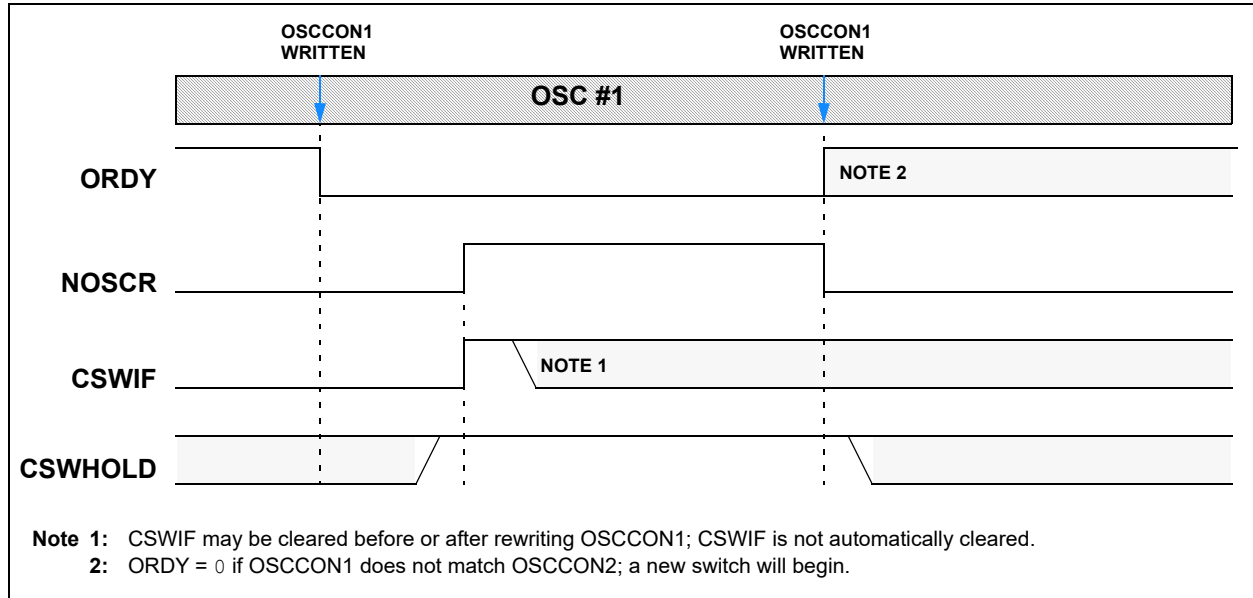 OSCCON1 OSCCON1
WRITTEN WRITTEN
OSC #1
ORDY NOTE 2
NOSCR
CSWIF NOTE 1
CSWHOLD
Note 1: CSWIF may be cleared before or after rewriting OSCCON1; CSWIF is not automatically cleared.
2: ORDY = 0 if OSCCON1 does not match OSCCON2; a new switch will begin.